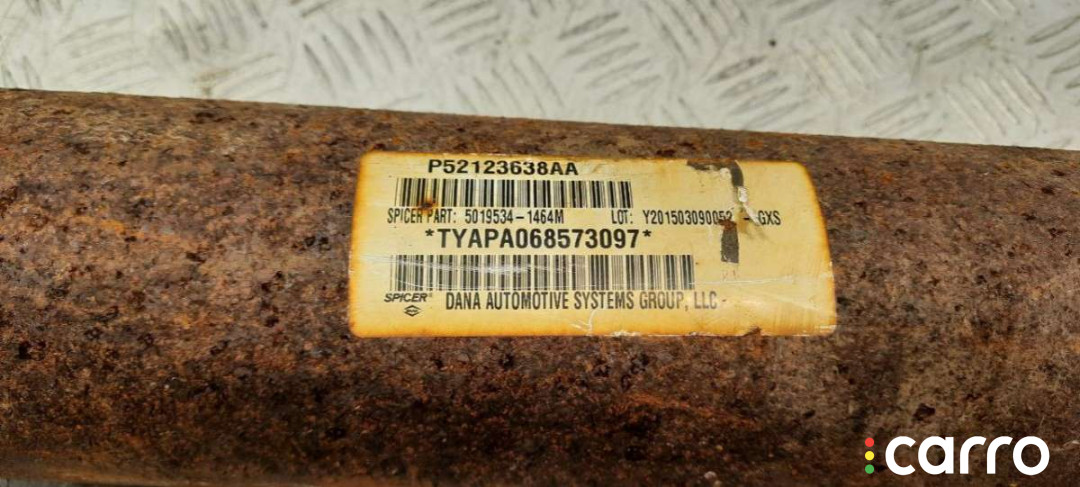 P52123638AA
SPICER PART: 5019534-1464M LOT: Y201503090052 - GXS
*TYAPA068573097*
SPICER® DANA AUTOMOTIVE SYSTEMS GROUP, LLC -
carro